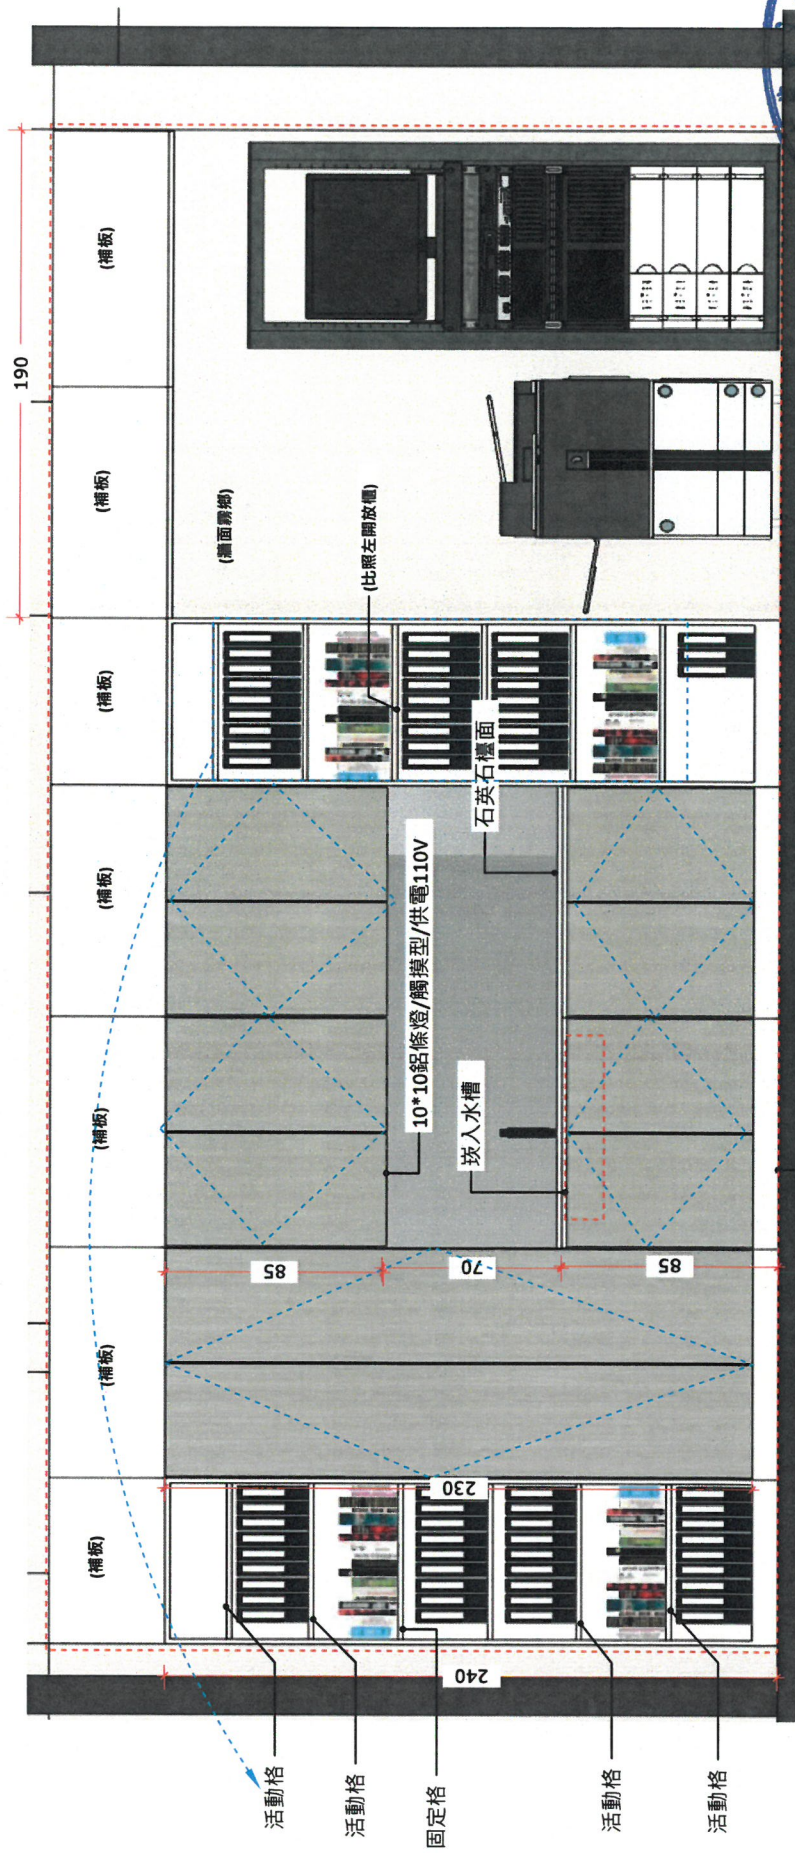 190
(補板)
(補板)
(補板)
(補板)
(補板)
(補板)
(補板)
(牆面霧鄉)
活動格
85
活動格
(比照左開放櫃)
10*10鋁條燈/觸摸型/供電110V
固定格
240
230
70
崁入水槽
石英石檯面
活動格
85
活動格